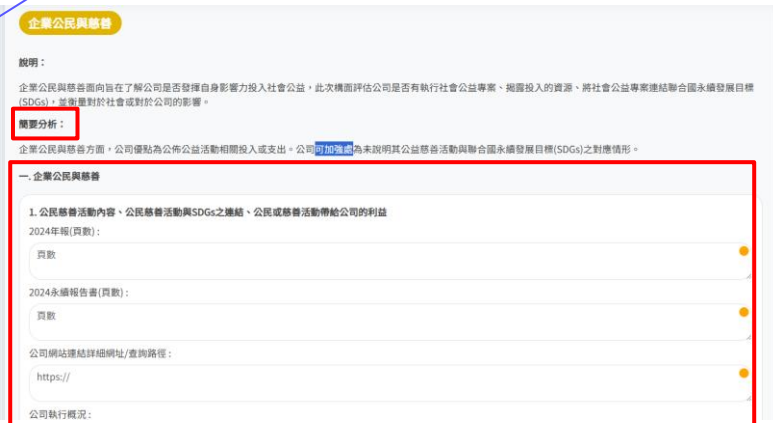 企業公民與慈善
說明：
企業公民與慈善面向旨在了解公司是否發揮自身影響力投入社會公益，此次構面評估公司是否有執行社會公益專案、揭露投入的資源、將社會公益專案連結聯合國永續發展目標
(SDGs)，並衡量對於社會或對於公司的影響。
簡要分析：
企業公民與慈善方面，公司優點為公佈公益活動相關投入或支出。公司可加強處為未說明其公益慈善活動與聯合國永續發展目標(SDGs)之對應情形。
一. 企業公民與慈善
1. 公民慈善活動內容、公民慈善活動與SDGs之連結、公民或慈善活動帶給公司的利益
2024年報(頁數)：
頁數
2024永續報告書(頁數)：
頁數
公司網站連結詳細網址/查詢路徑：
https://
公司執行概況：